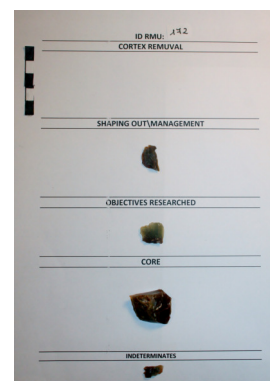 ID RMU: 172
CORTEX REMUVAL
SHAPING OUT\MANAGEMENT
OBJECTIVES RESEARCHED
CORE
INDETERMINATES